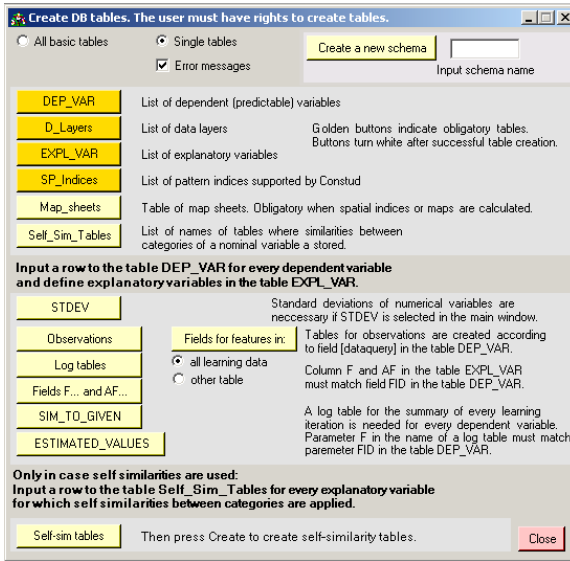 Create DB tables. The user must have rights to create tables.
All basic tables
Single tables
Error messages
Create a new schema
Input schema name
DEP_VAR
List of dependent (predictable) variables
D_Layers
List of data layers
Golden buttons indicate obligatory tables.
Buttons turn white after successful table creation.
EXPL_VAR
List of explanatory variables
SP_Indices
List of pattern indices supported by Constud
Map_sheets
Table of map sheets. Obligatory when spatial indices or maps are calculated.
Self_Sim_Tables
List of names of tables where similarities between
categories of a nominal variable a stored.
Input a row to the table DEP_VAR for every dependent variable
and define explanatory variables in the table EXPL_VAR.
STDEV
Standard deviations of numerical variables are
neccessary if STDEV is selected in the main window.
Observations
Fields for features in:
Tables for observations are created according
to field [dataquery] in the table DEP_VAR.
Log tables
all learning data
other table
Column F and AF in the table EXPL_VAR
must match field FID in the table DEP_VAR.
Fields F... and AF...
SIM_TO_GIVEN
ESTIMATED_VALUES
A log table for the summary of every learning
iteration is needed for every dependent variable.
Parameter F in the name of a log table must match
paremeter FID in the table DEP_VAR.
Only in case self similarities are used:
Input a row to the table Self_Sim_Tables for every explanatory variable
for which self similarities between categories are applied.
Self-sim tables
Then press Create to create self-similarity tables.
Close